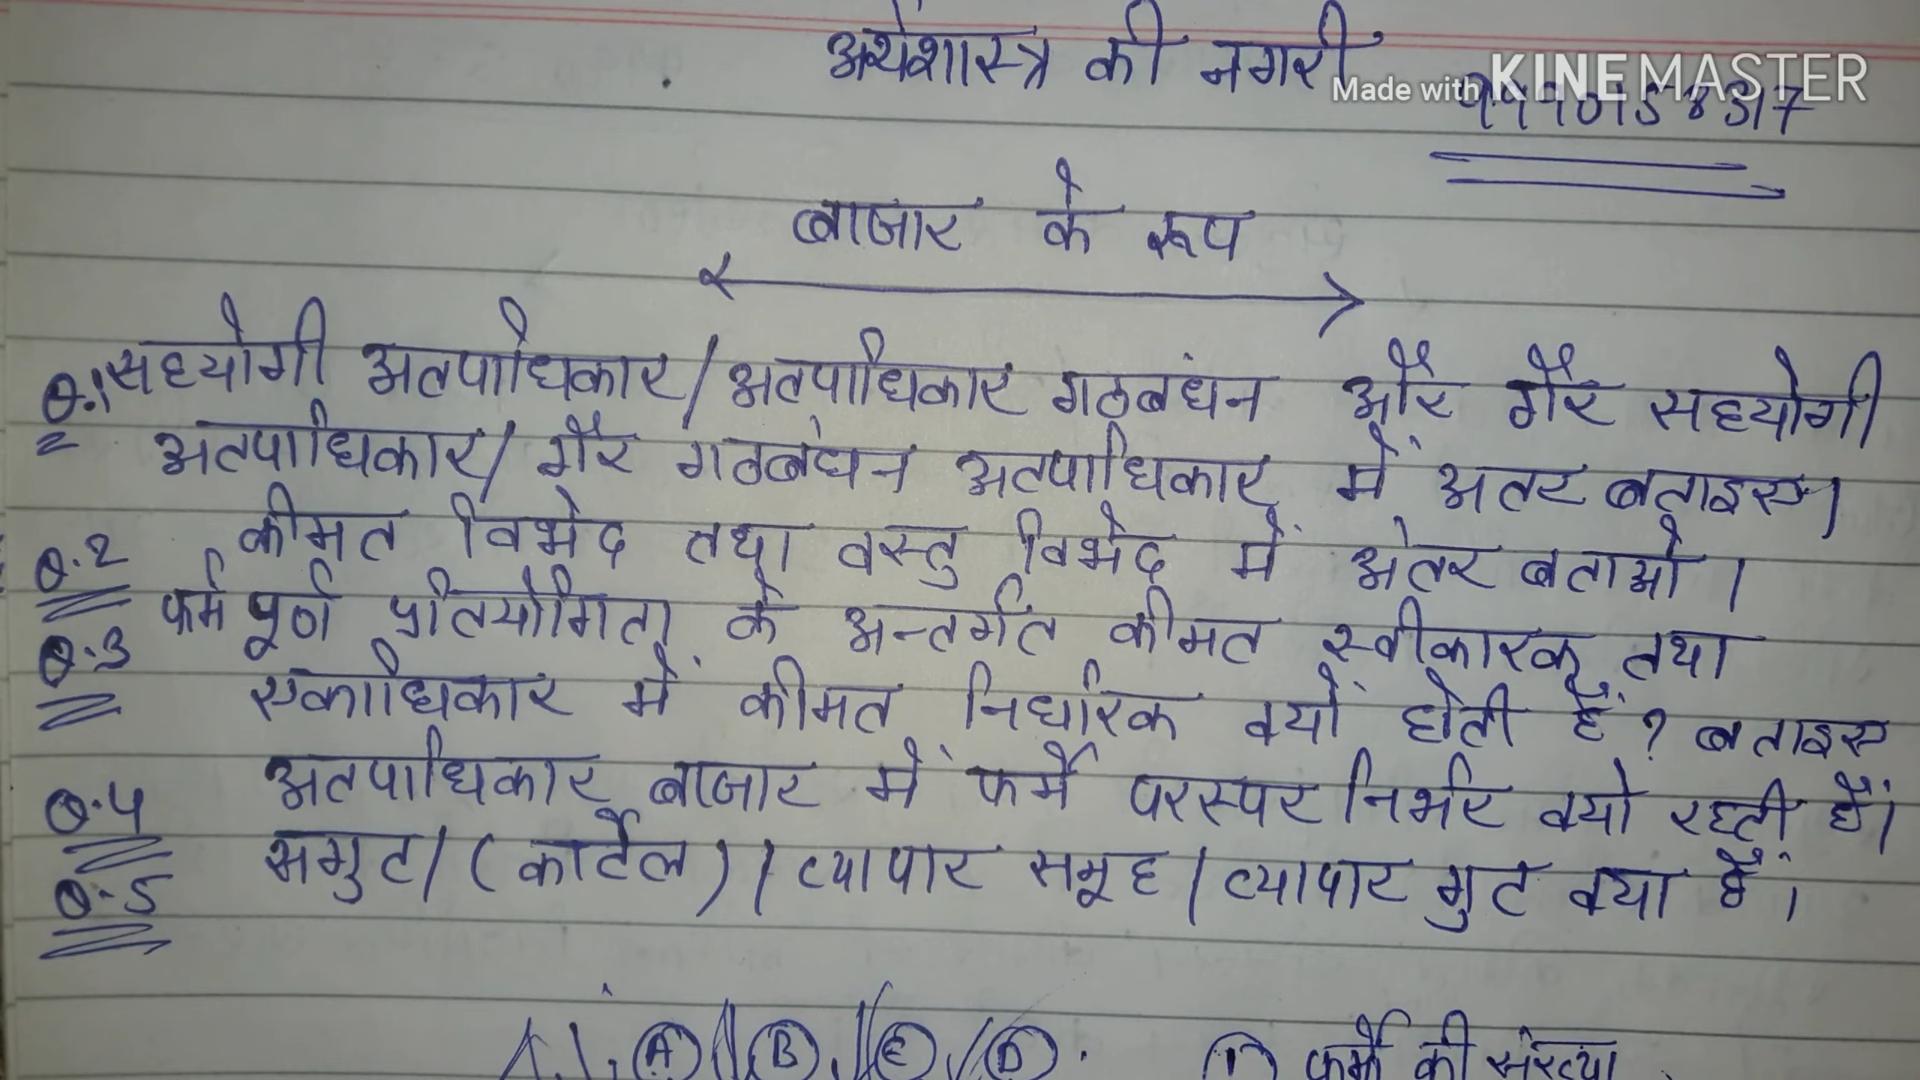 अर्थशास्त्र की नगरी
Made with KINEMASTER
बाजार के रूप
Q.1 सहयोगी अल्पाधिकार/अल्पाधिकार गठबंधन और गैर सहयोगी
अल्पाधिकार/ गैर गठबंधन अल्पाधिकार में अतंर बताइए।
Q.2 कीमत विभेद तथा वस्तु विभेद में अंतर बताओ।
Q.3 फर्म पूर्ण प्रतियोगिता के अन्तर्गत कीमत स्वीकारक तथा
एकाधिकार में कीमत निर्धारक क्यों होती हैं? बताइए
Q.4 अल्पाधिकार बाजार में फर्में परस्पर निर्भर क्यो रहती हैं।
Q.5 समुट/(कार्टेल)/व्यापार समूह/व्यापार गुट क्या हैं।
A B E D. 1) फर्मो की संख्या